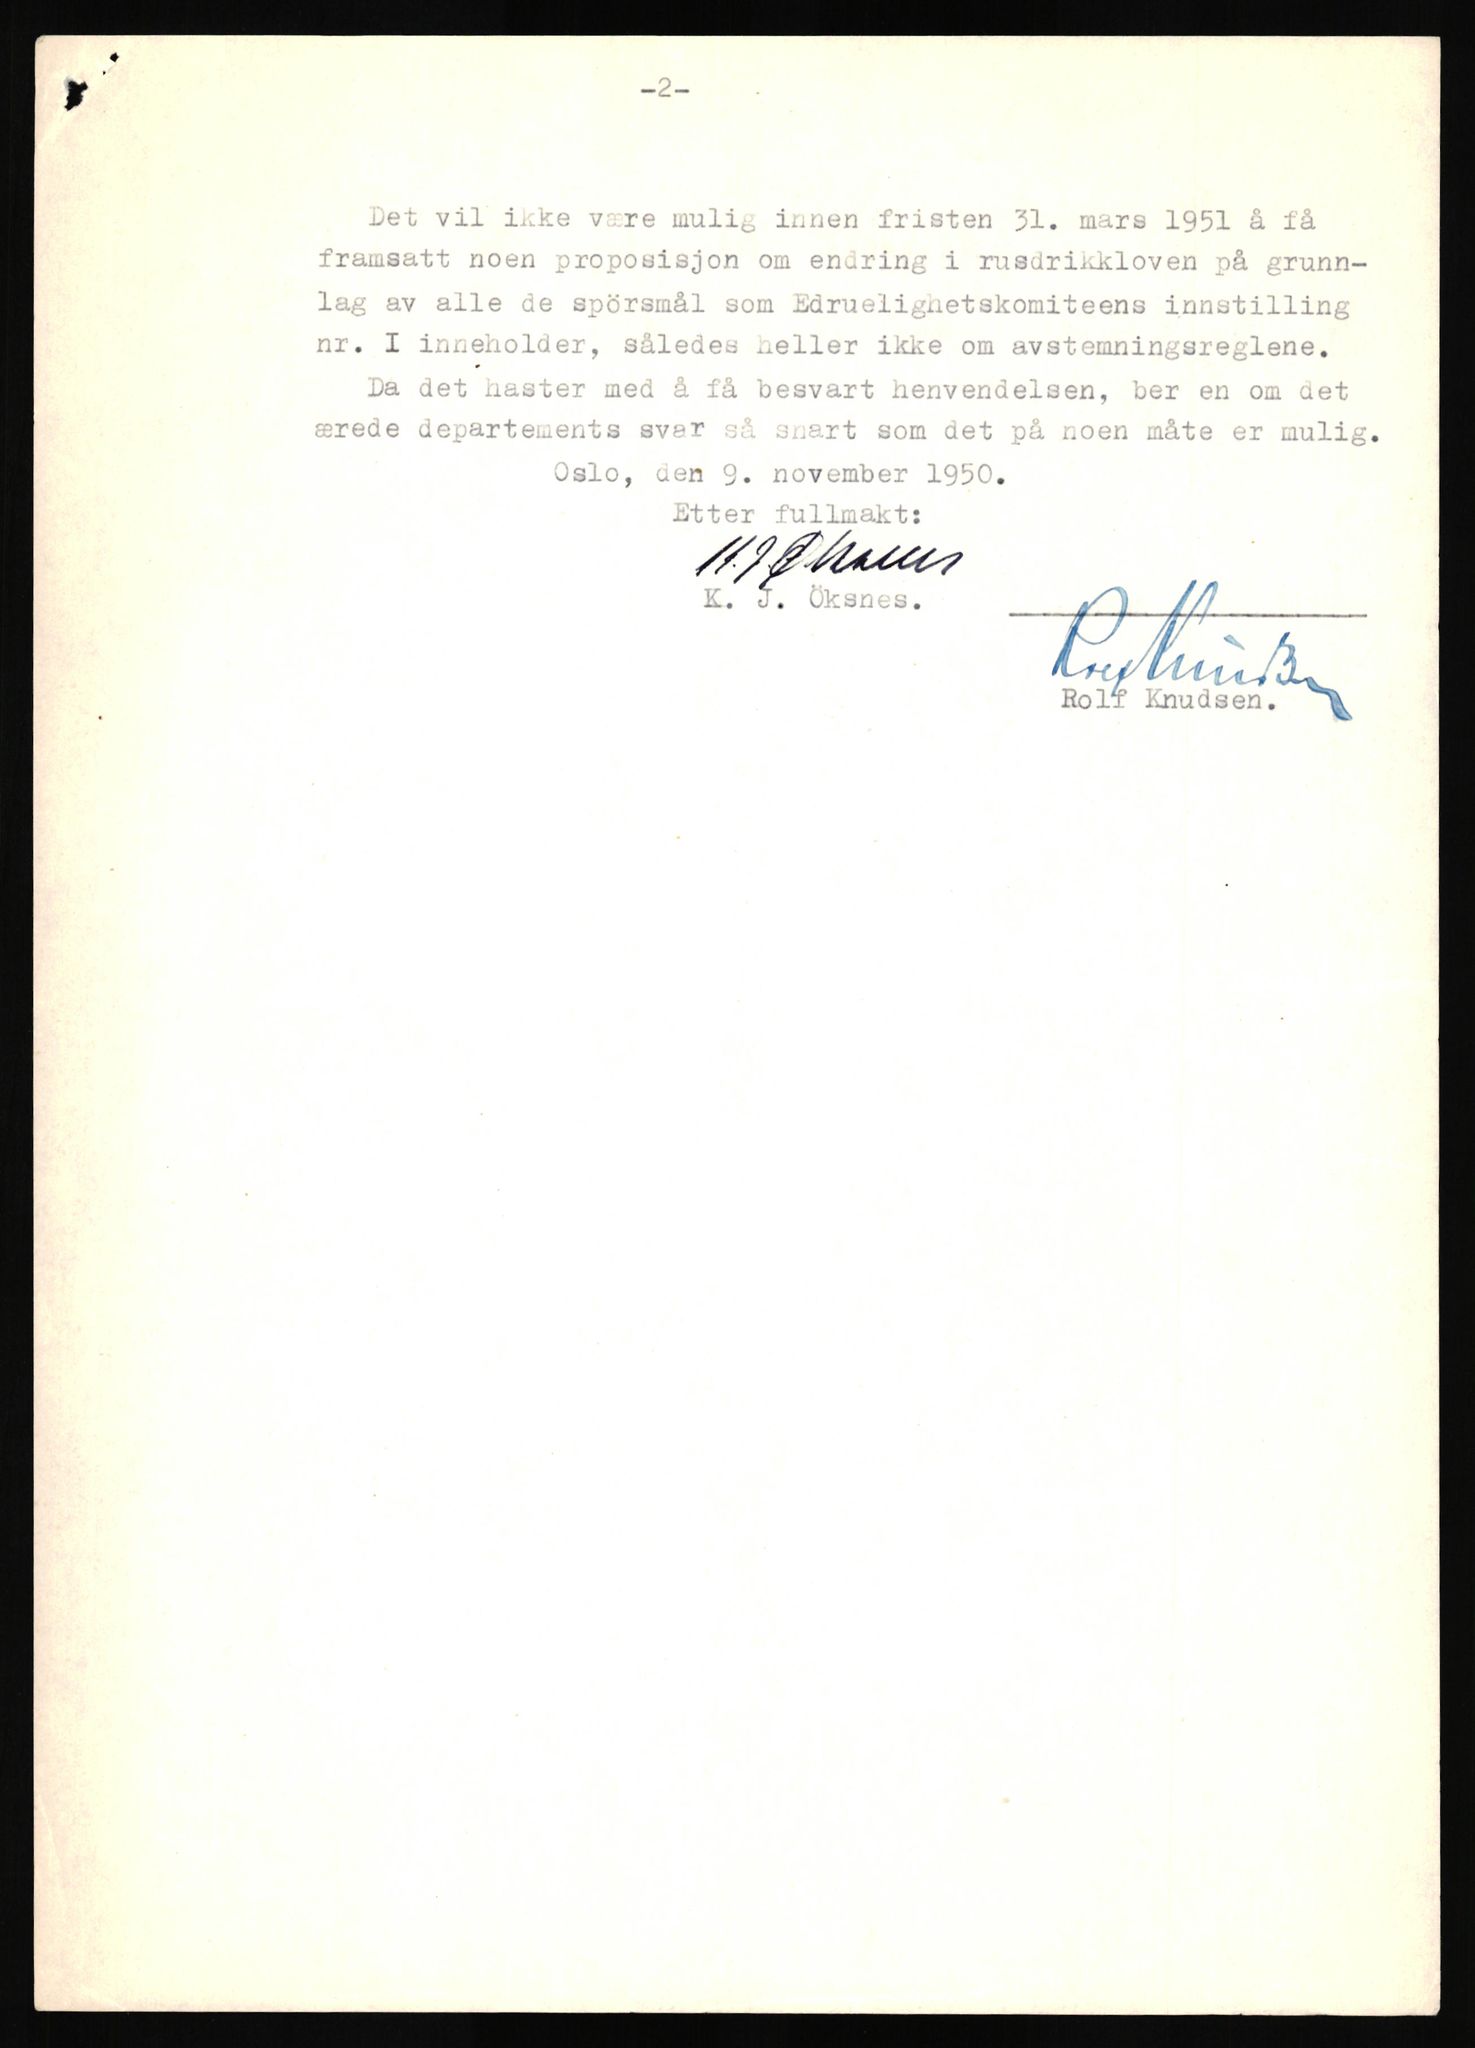 -2-
Det vil ikke være mulig innen fristen 31. mars 1951 å få
framsatt noen proposisjon om endring i rusdrikkloven på grunn-
lag av alle de spörsmål som Edruelighetskomiteens innstilling
nr. I inneholder, således heller ikke om avstemningsreglene.
Da det haster med å få besvart henvendelsen, ber en om det
ærede departements svar så snart som det på noen måte er mulig.
Oslo, den 9. november 1950.
Etter fullmakt:
K. J. Öksnes
K. J. Öksnes.
Rolf Knudsen
Rolf Knudsen.